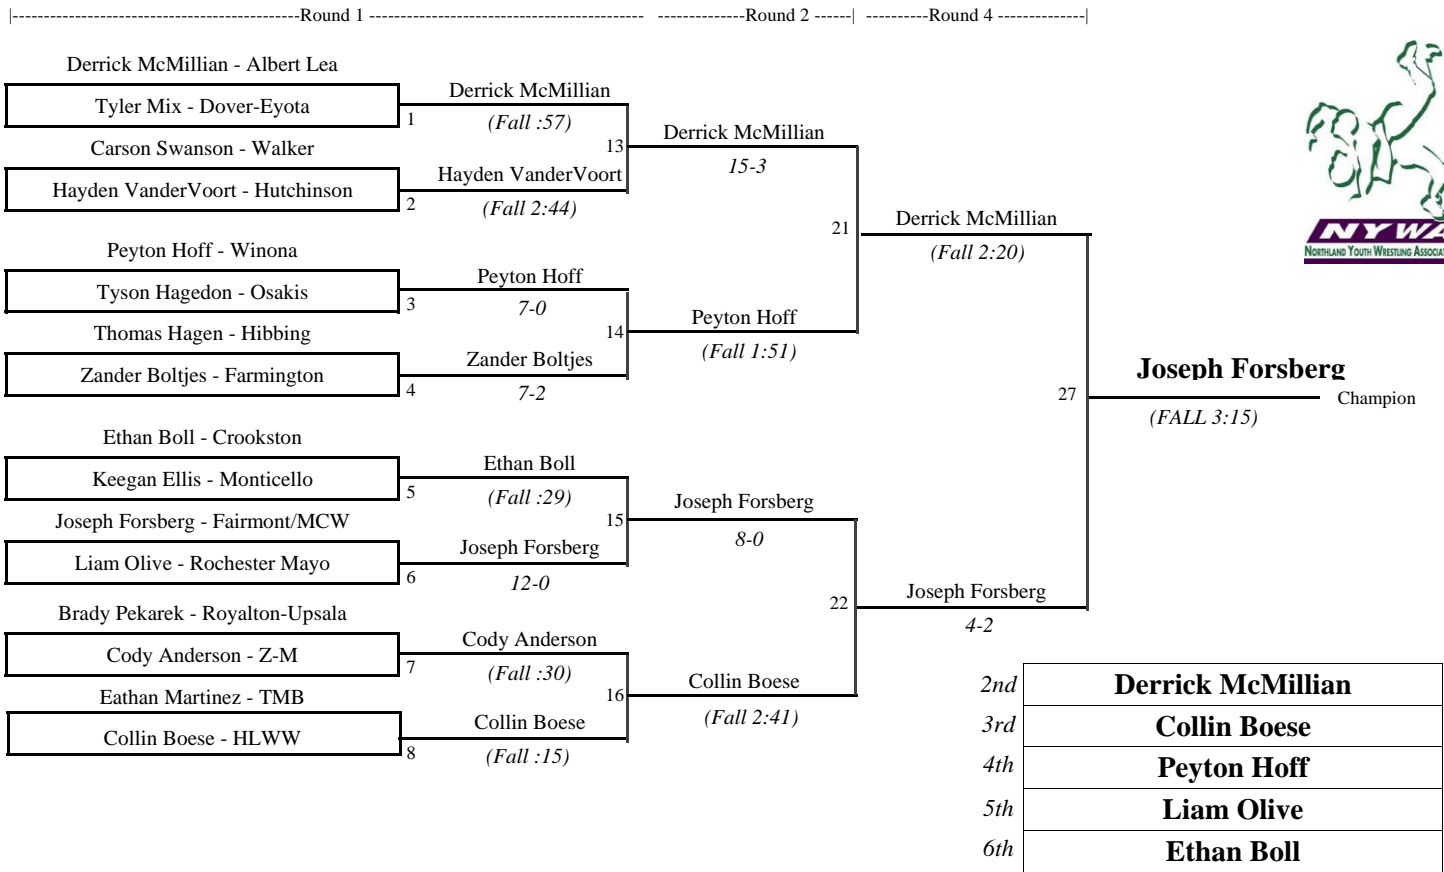 |--------------------------------------------Round 1 ------------------------------------------ -------------Round 2 ------| ----------Round 4 --------------|
Derrick McMillian - Albert Lea
Tyler Mix - Dover-Eyota
1
Carson Swanson - Walker
Hayden VanderVoort - Hutchinson
2
Peyton Hoff - Winona
Tyson Hagedon - Osakis
3
Thomas Hagen - Hibbing
Zander Boltjes - Farmington
4
Ethan Boll - Crookston
Keegan Ellis - Monticello
5
Joseph Forsberg - Fairmont/MCW
Liam Olive - Rochester Mayo
6
Brady Pekarek - Royalton-Upsala
Cody Anderson - Z-M
7
Eathan Martinez - TMB
Collin Boese - HLWW
8
Derrick McMillian
(Fall :57)
13
Hayden VanderVoort
(Fall 2:44)
Peyton Hoff
7-0
14
Zander Boltjes
7-2
Ethan Boll
(Fall :29)
15
Joseph Forsberg
12-0
Cody Anderson
(Fall :30)
16
Collin Boese
(Fall :15)
Derrick McMillian
15-3
21
Peyton Hoff
(Fall 1:51)
Joseph Forsberg
8-0
22
Collin Boese
(Fall 2:41)
Derrick McMillian
(Fall 2:20)
27
Joseph Forsberg
4-2
Joseph Forsberg
Champion
(FALL 3:15)
NYWA
NORTHLAND YOUTH WRESTLING
2nd Derrick McMillian
3rd Collin Boese
4th Peyton Hoff
5th Liam Olive
6th Ethan Boll